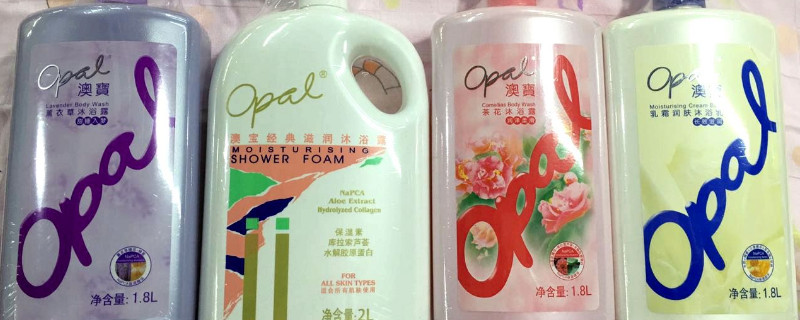 opal
澳寶
Lavender Body Wash
薰衣草沐浴露
Opal
净含量: 1.8L
opal®
澳宝经典滋润沐浴露
MOISTURISING
SHOWER FOAM
NaPCA
Aloe Extract
Hydrolyzed Collagen
保湿素
库拉索芦荟
水解胶原蛋白
FOR
ALL SKIN TYPES
适合所有肌肤使用
净含量: 2L
opal
澳寶
Camellias Body Wash
茶花沐浴露
Opal
净含量: 1.8L
opal
澳寶
Moisturising Cream
乳霜润肤沐浴乳
Opal
净含量: 1.8L